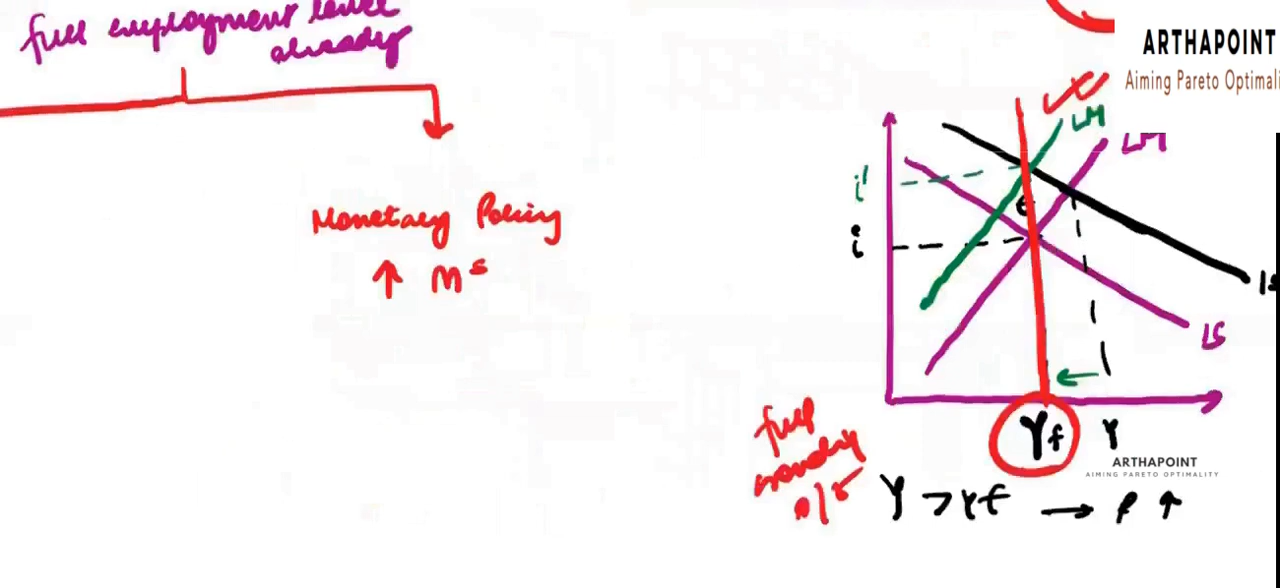 full employment level
already
ARTHAPOINT
Aiming Pareto Optimali
LM
LM
i'
Monetary Policy
↑ Mˢ
i
IS
IS
full
Yf
Y
ARTHAPOINT
AIMING PARETO OPTIMALITY
Y > Yf → P ↑